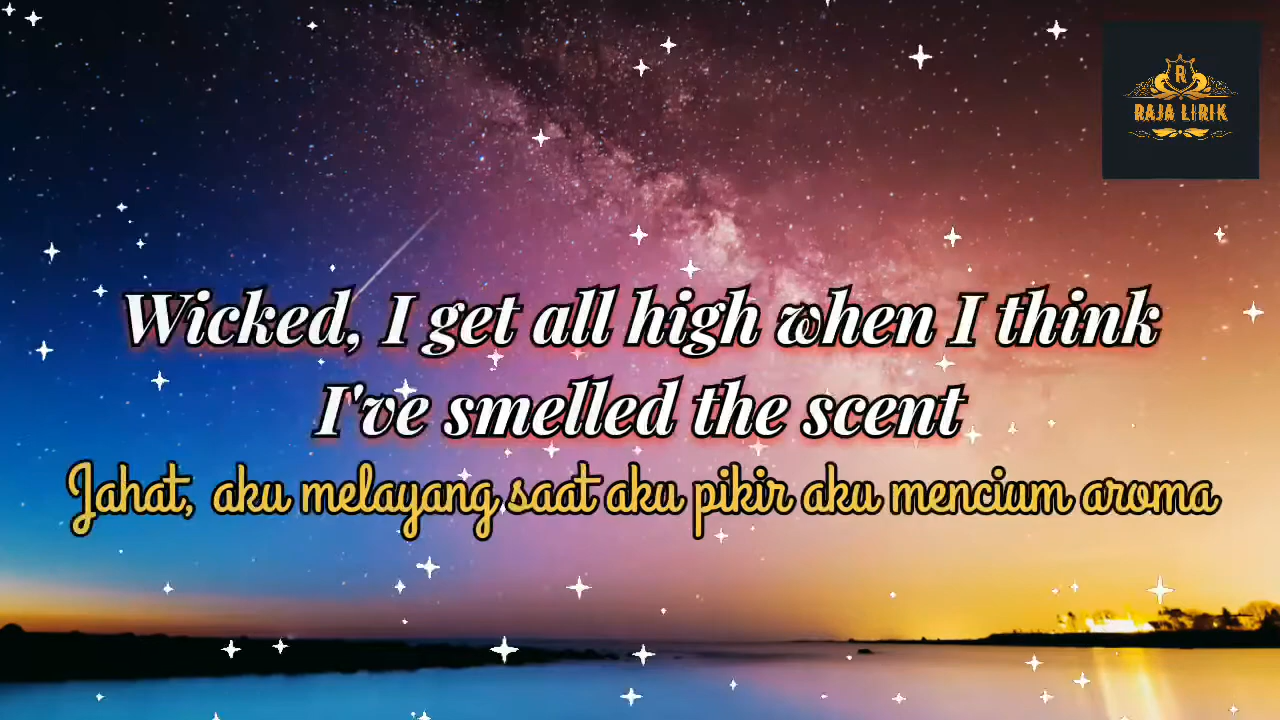 R
RAJA LIRIK
Wicked, I get all high when I think
I've smelled the scent
Jahat, aku melayang saat aku pikir aku mencium aroma